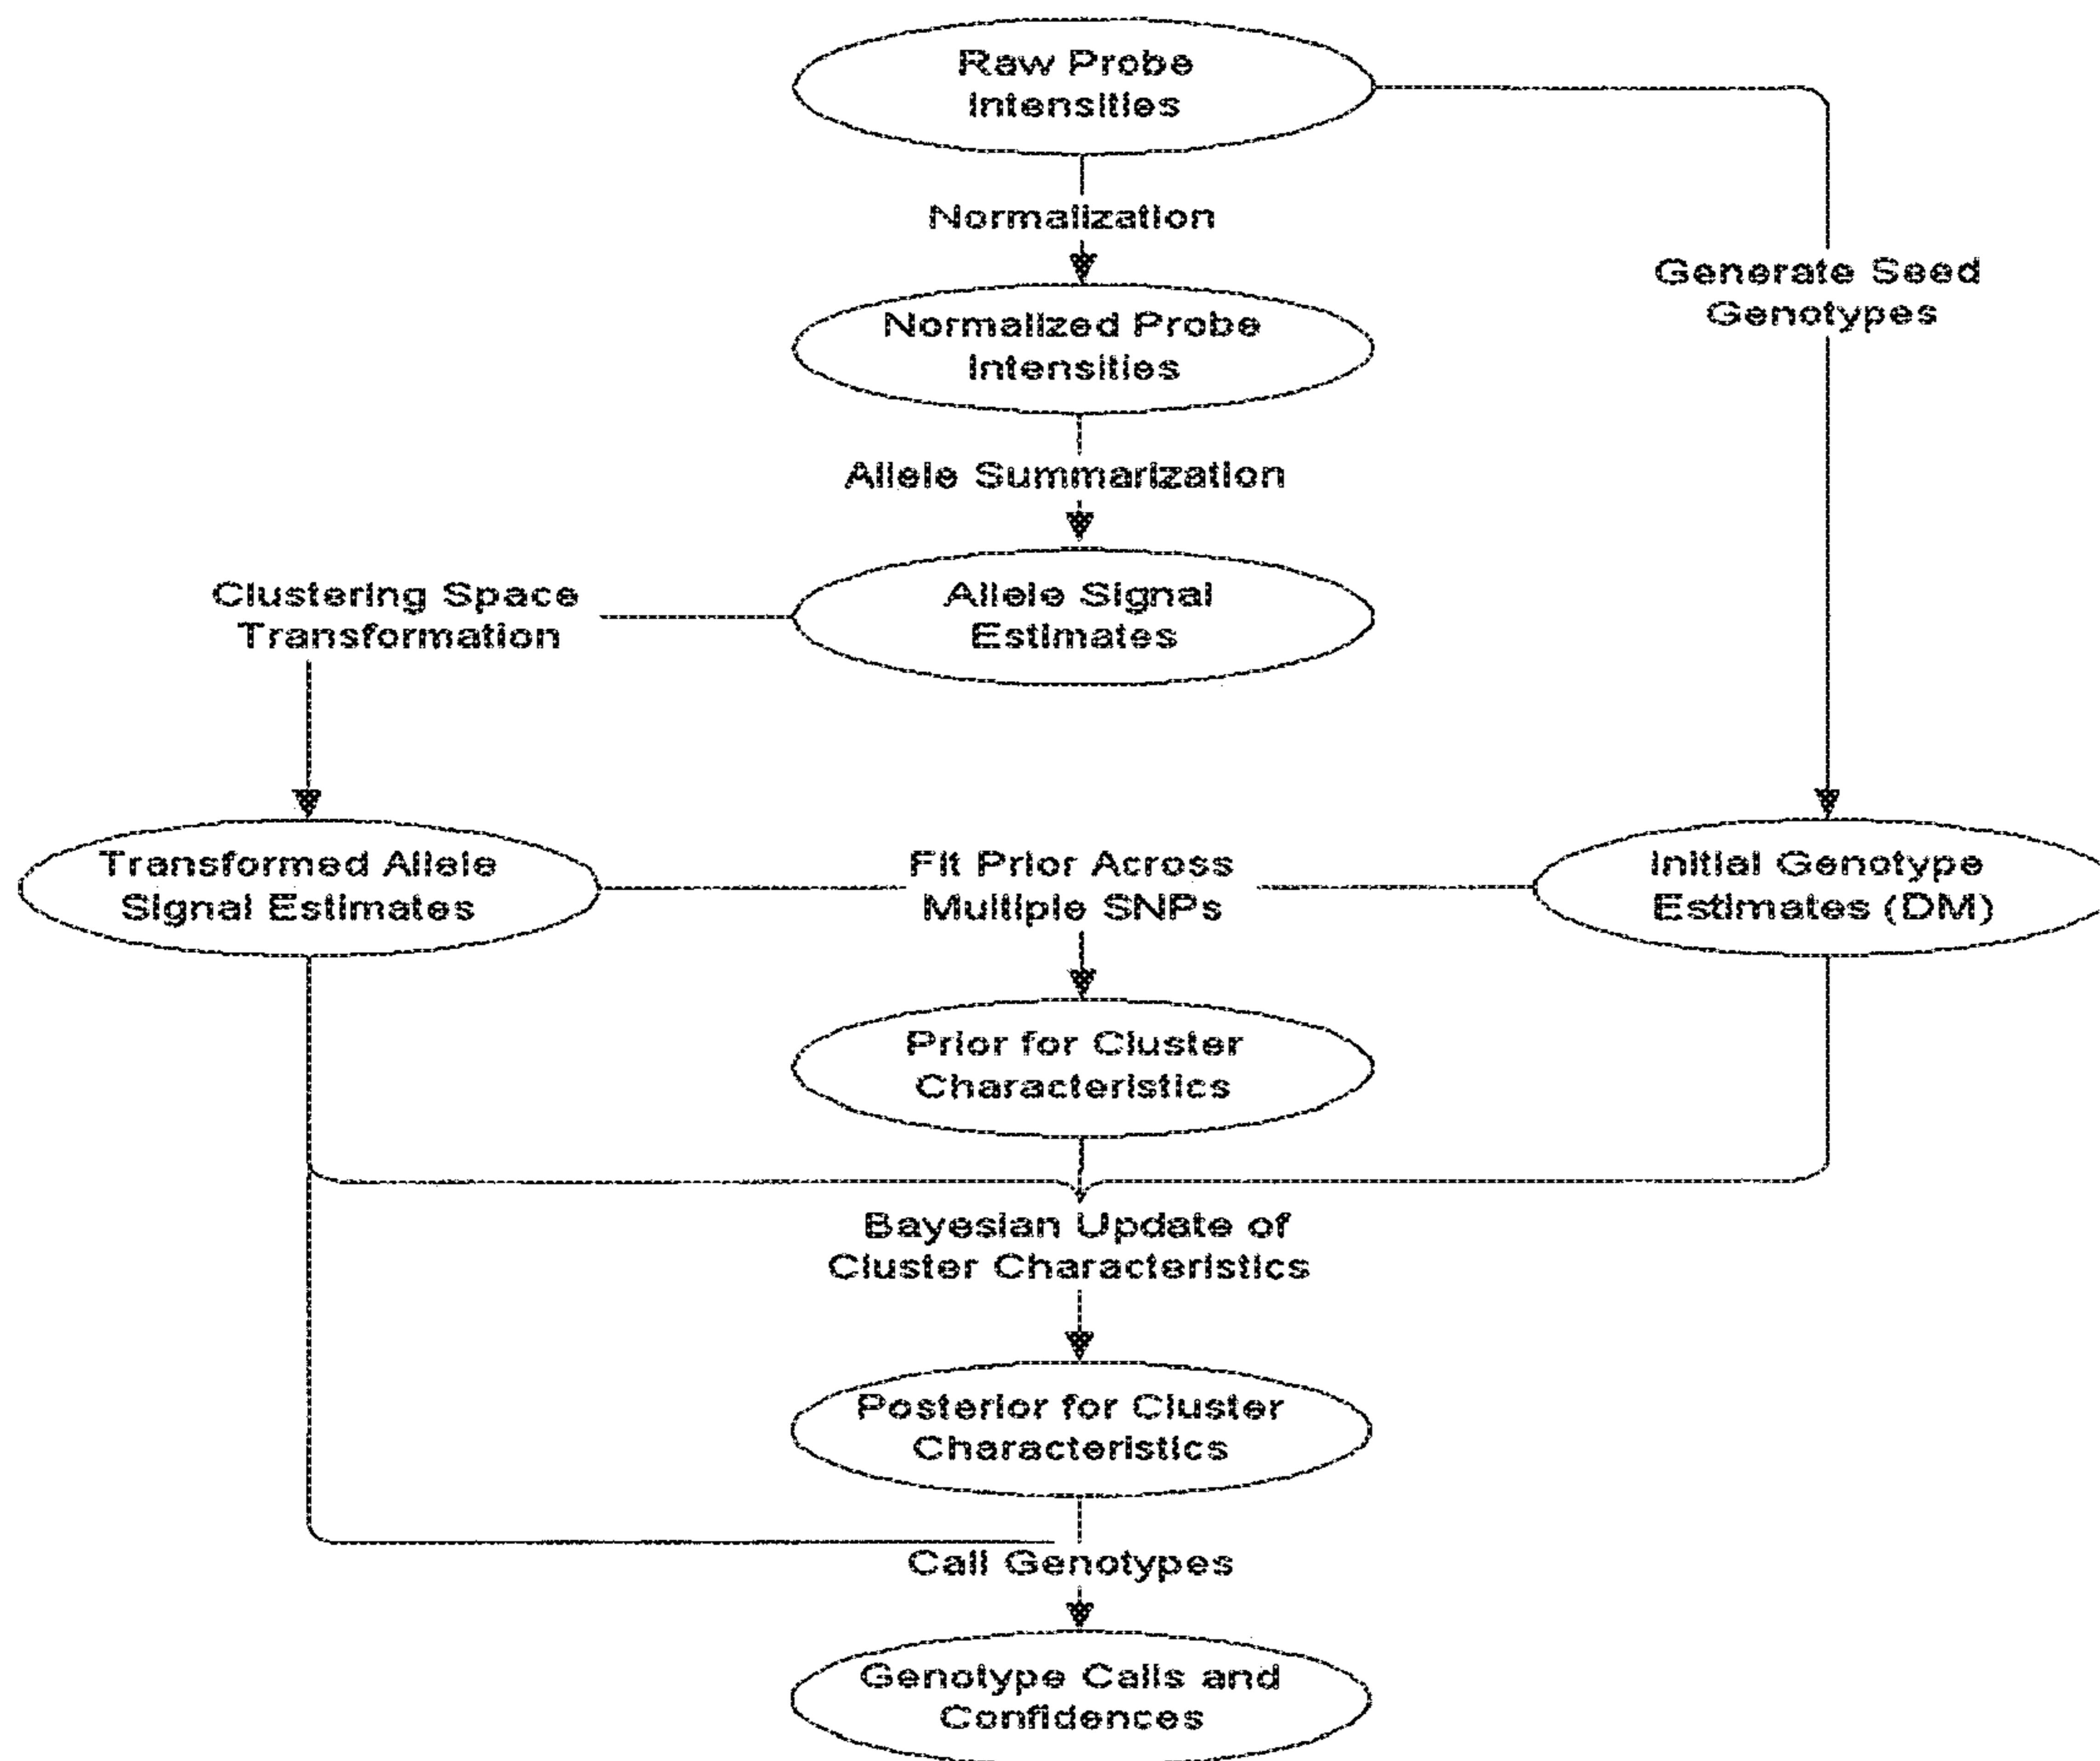 Raw Probe
Intensities
Normalization
Generate Seed
Genotypes
Normalized Probe
Intensities
Allele Summarization
Clustering Space
Transformation
Allele Signal
Estimates
Transformed Allele
Signal Estimates
Fit Prior Across
Multiple SNPs
Initial Genotype
Estimates (DM)
Prior for Cluster
Characteristics
Bayesian Update of
Cluster Characteristics
Posterior for Cluster
Characteristics
Call Genotypes
Genotype Calls and
Confidences